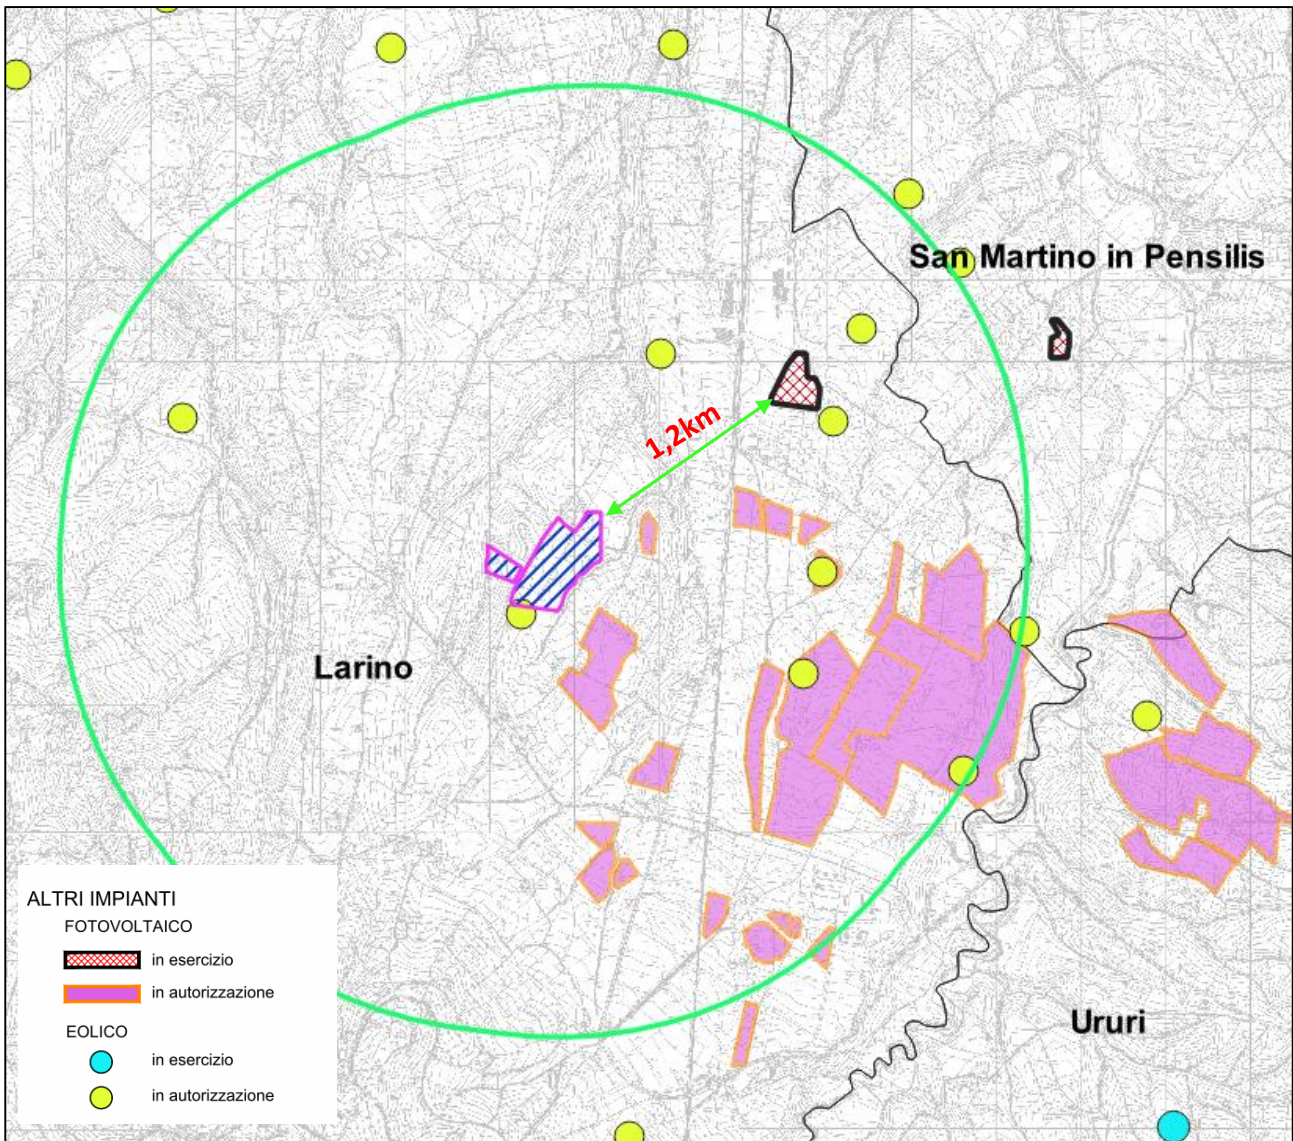 San Martino in Pensilis
1,2km
Larino
ALTRI IMPIANTI
FOTOVOLTAICO
in esercizio
in autorizzazione
EOLICO
in esercizio
in autorizzazione
Ururi